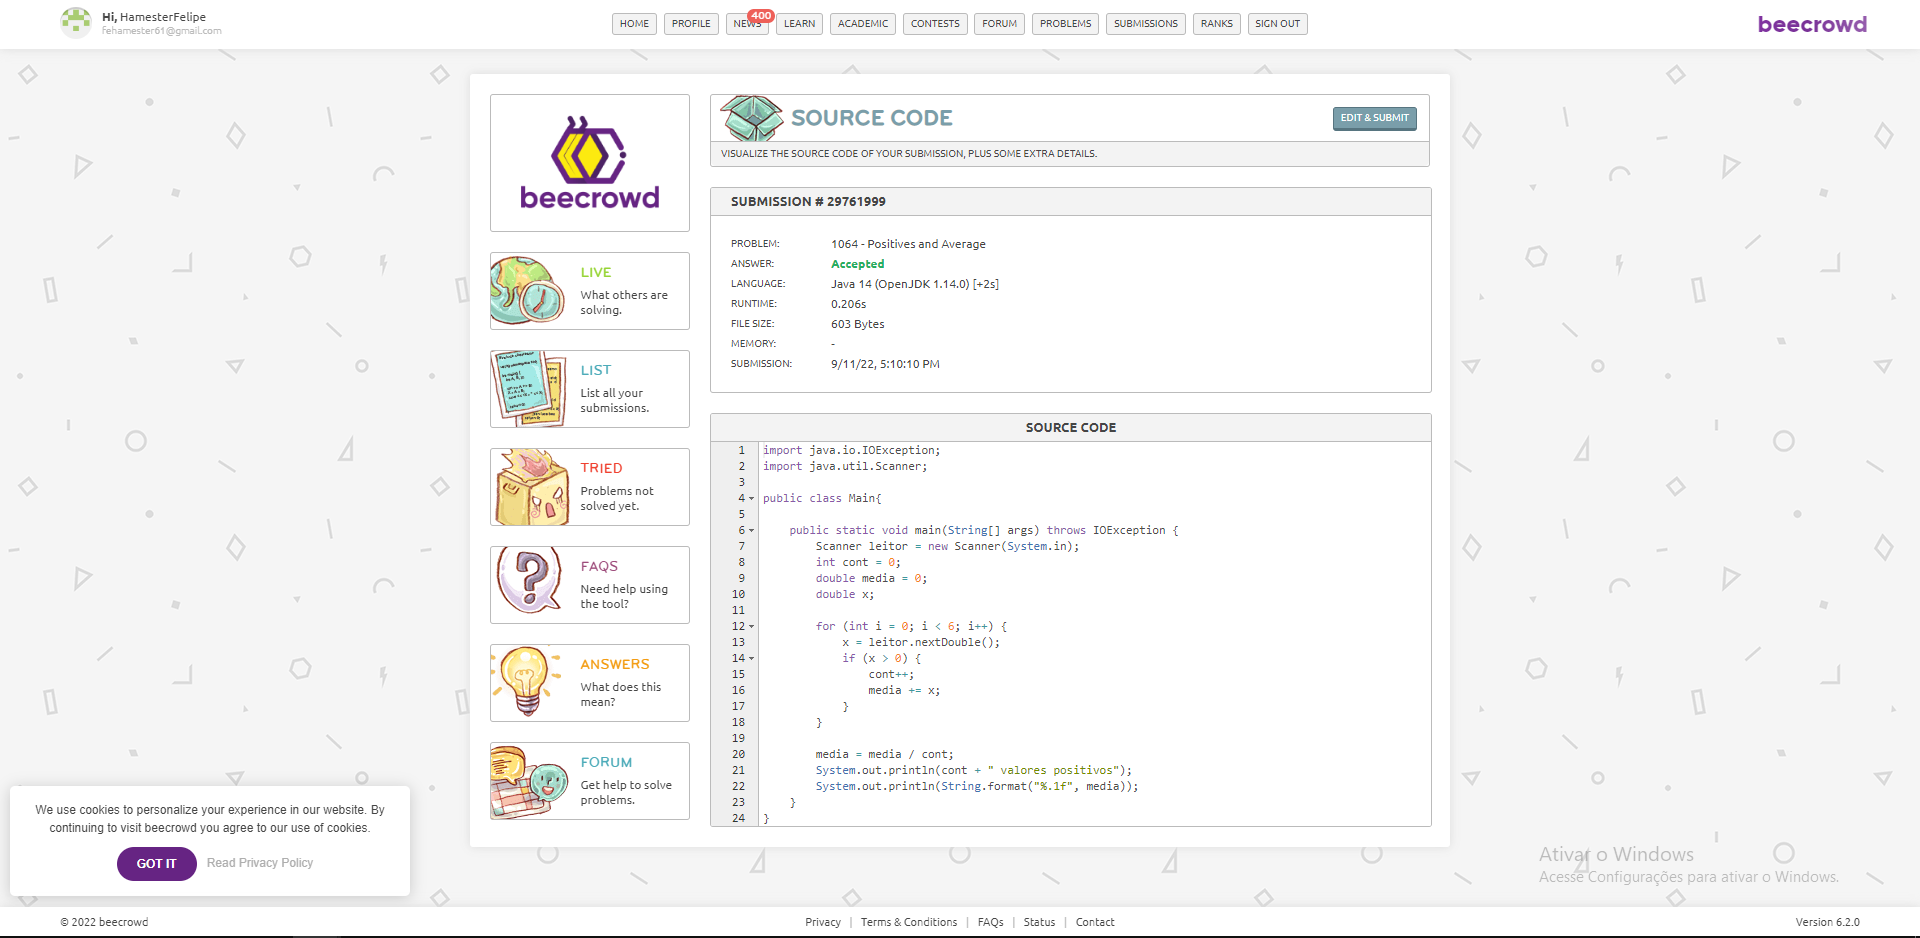 Hi, HamesterFelipe
fehamester61@gmail.com
HOME
PROFILE
NEWS
400
LEARN
ACADEMIC
CONTESTS
FORUM
PROBLEMS
SUBMISSIONS
RANKS
SIGN OUT
beecrowd
beecrowd
LIVE
What others are
solving.
LIST
List all your
submissions.
TRIED
Problems not
solved yet.
FAQS
Need help using
the tool?
ANSWERS
What does this
mean?
FORUM
Get help to solve
problems.
SOURCE CODE
EDIT & SUBMIT
VISUALIZE THE SOURCE CODE OF YOUR SUBMISSION, PLUS SOME EXTRA DETAILS.
SUBMISSION # 29761999
PROBLEM: 1064 - Positives and Average
ANSWER: Accepted
LANGUAGE: Java 14 (OpenJDK 1.14.0) [+2s]
RUNTIME: 0.206s
FILE SIZE: 603 Bytes
MEMORY: -
SUBMISSION: 9/11/22, 5:10:10 PM
SOURCE CODE
1 import java.io.IOException;
2 import java.util.Scanner;
3
4 public class Main{
5
6     public static void main(String[] args) throws IOException {
7         Scanner leitor = new Scanner(System.in);
8         int cont = 0;
9         double media = 0;
10         double x;
11
12         for (int i = 0; i < 6; i++) {
13             x = leitor.nextDouble();
14             if (x > 0) {
15                 cont++;
16                 media += x;
17             }
18         }
19
20         media = media / cont;
21         System.out.println(cont + " valores positivos");
22         System.out.println(String.format("%.1f", media));
23     }
24 }
We use cookies to personalize your experience in our website. By
continuing to visit beecrowd you agree to our use of cookies.
GOT IT
Read Privacy Policy
Ativar o Windows
Acesse Configurações para ativar o Windows.
© 2022 beecrowd
Privacy | Terms & Conditions | FAQs | Status | Contact
Version 6.2.0